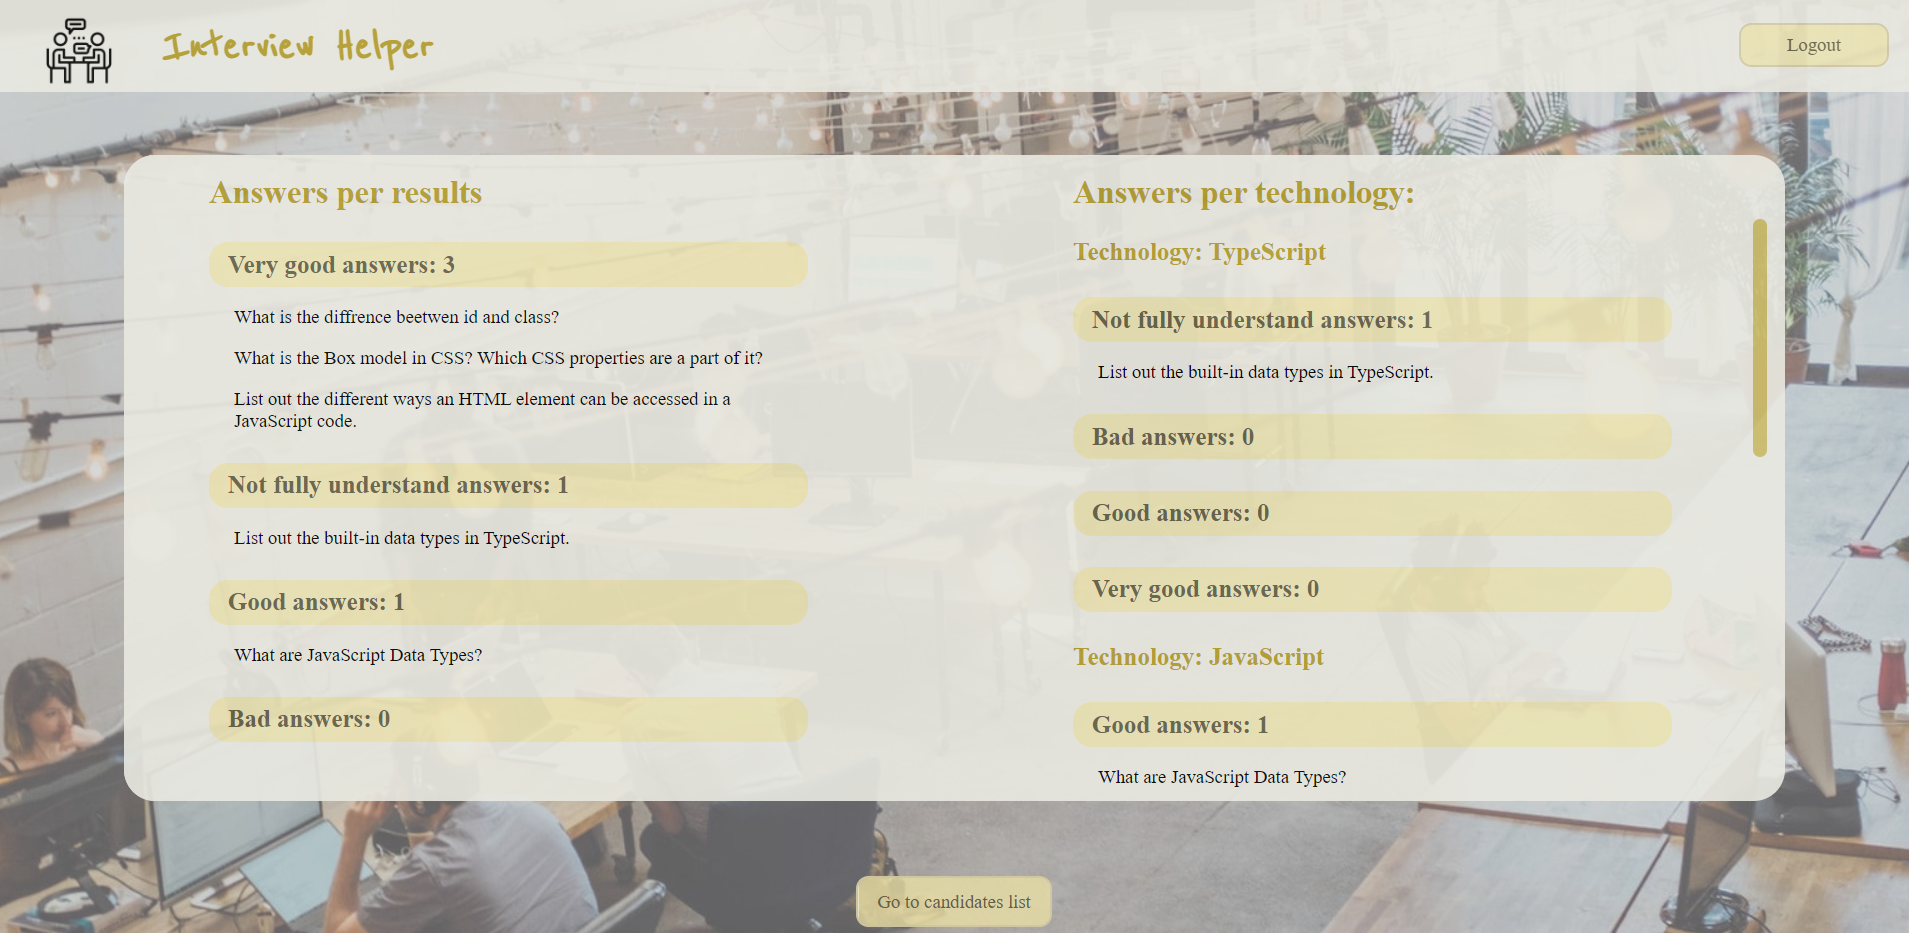 Interview Helper
Logout
Answers per results
Very good answers: 3
What is the diffrence beetwen id and class?
What is the Box model in CSS? Which CSS properties are a part of it?
List out the different ways an HTML element can be accessed in a
JavaScript code.
Not fully understand answers: 1
List out the built-in data types in TypeScript.
Good answers: 1
What are JavaScript Data Types?
Bad answers: 0
Answers per technology:
Technology: TypeScript
Not fully understand answers: 1
List out the built-in data types in TypeScript.
Bad answers: 0
Good answers: 0
Very good answers: 0
Technology: JavaScript
Good answers: 1
What are JavaScript Data Types?
Go to candidates list